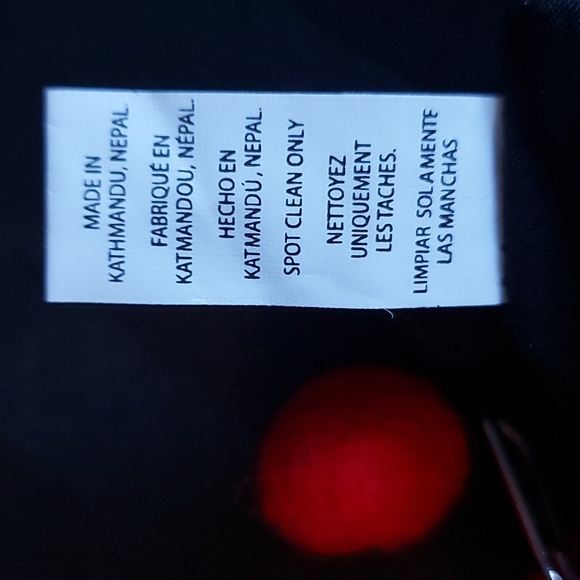 MADE IN
KATHMANDU, NEPAL.
FABRIQUÉ EN
KATMANDOU, NÉPAL.
HECHO EN
KATMANDÚ, NEPAL.
SPOT CLEAN ONLY
NETTOYEZ
UNIQUEMENT
LES TACHES.
LIMPIAR SOLAMENTE
LAS MANCHAS